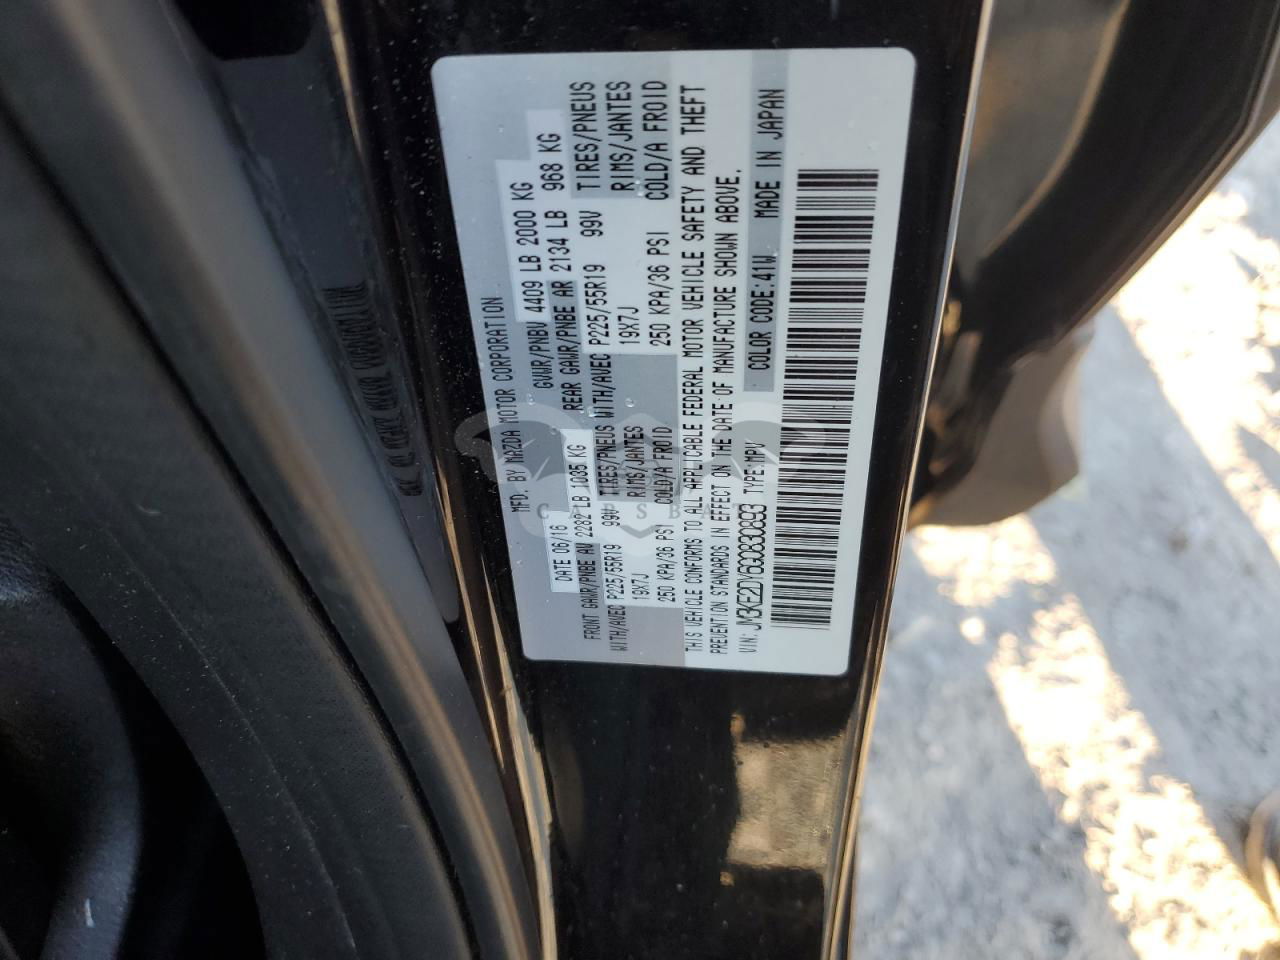 MFD. BY MAZDA MOTOR CORPORATION
DATE 06/16 GVWR/PNBV 4409 LB 2000 KG
FRONT GAWR/PNBE AV 2282 LB 1035 KG REAR GAWR/PNBE AR 2134 LB 968 KG
WITH/AVEC P225/55R19 99V TIRES/PNEUS WITH/AVEC P225/55R19 99V TIRES/PNEUS
19X7J RIMS/JANTES 19X7J RIMS/JANTES
250 KPA/36 PSI COLD/A FROID 250 KPA/36 PSI COLD/A FROID
THIS VEHICLE CONFORMS TO ALL APPLICABLE FEDERAL MOTOR VEHICLE SAFETY AND THEFT
PREVENTION STANDARDS IN EFFECT ON THE DATE OF MANUFACTURE SHOWN ABOVE.
VIN: JM3KE2DY6G0830893 TYPE:MPV COLOR CODE:41W MADE IN JAPAN
CARSBAT